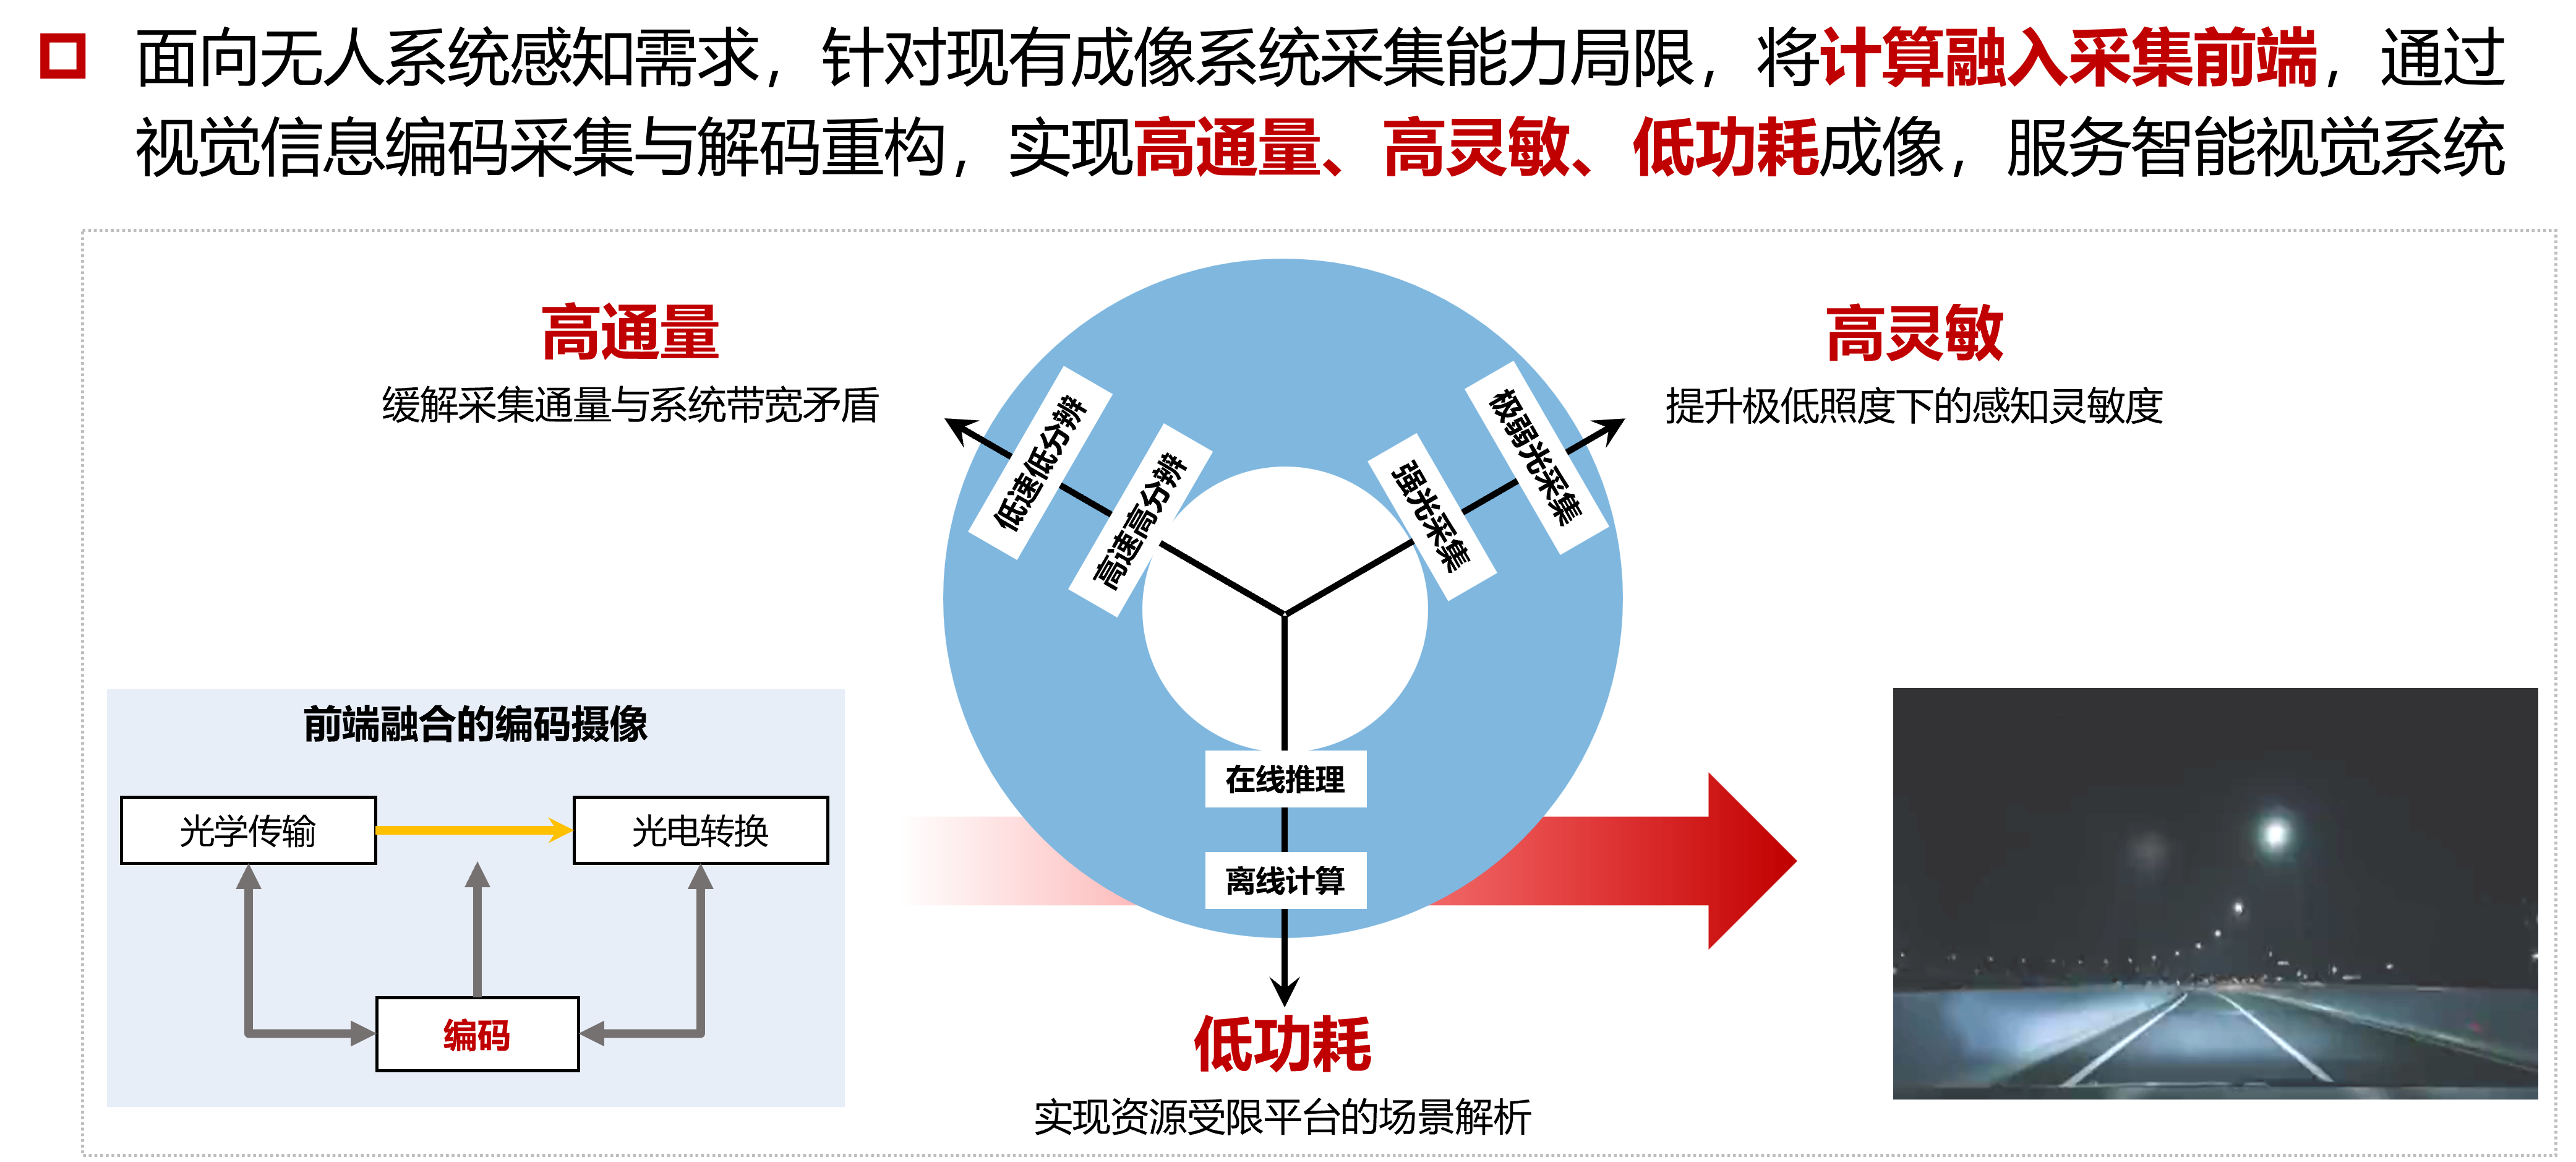 面向无人系统感知需求，针对现有成像系统采集能力局限，将计算融入采集前端，通过
视觉信息编码采集与解码重构，实现高通量、高灵敏、低功耗成像，服务智能视觉系统
高通量
缓解采集通量与系统带宽矛盾
高灵敏
提升极低照度下的感知灵敏度
低速低分辨
高速高分辨
强光采集
极弱光采集
在线推理
离线计算
低功耗
实现资源受限平台的场景解析
前端融合的编码摄像
光学传输
光电转换
编码